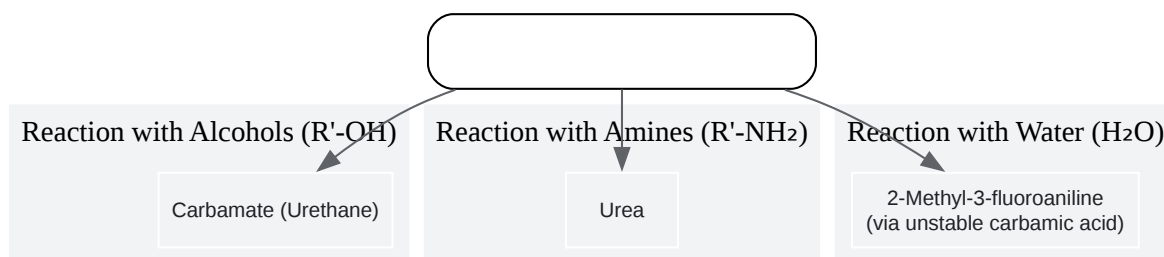 Reaction with Alcohols (R'-OH)
Reaction with Amines (R'-NH₂)
Reaction with Water (H₂O)
Carbamate (Urethane)
Urea
2-Methyl-3-fluoroaniline
(via unstable carbamic acid)